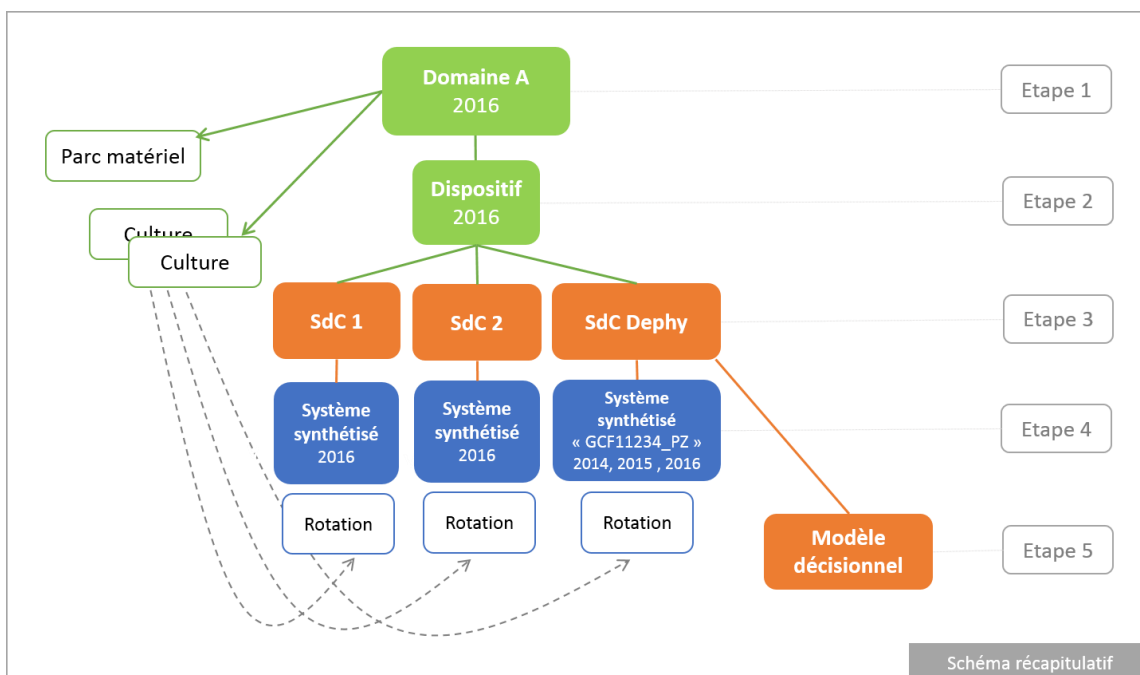 Domaine A
2016
Etape 1
Parc matériel
Dispositif
2016
Etape 2
Culture
Culture
SdC 1
SdC 2
SdC Dephy
Etape 3
Système
synthétisé
2016
Système
synthétisé
2016
Système
synthétisé
« GCF11234_PZ »
2014, 2015 , 2016
Etape 4
Rotation
Rotation
Rotation
Modèle
décisionnel
Etape 5
Schéma récapitulatif